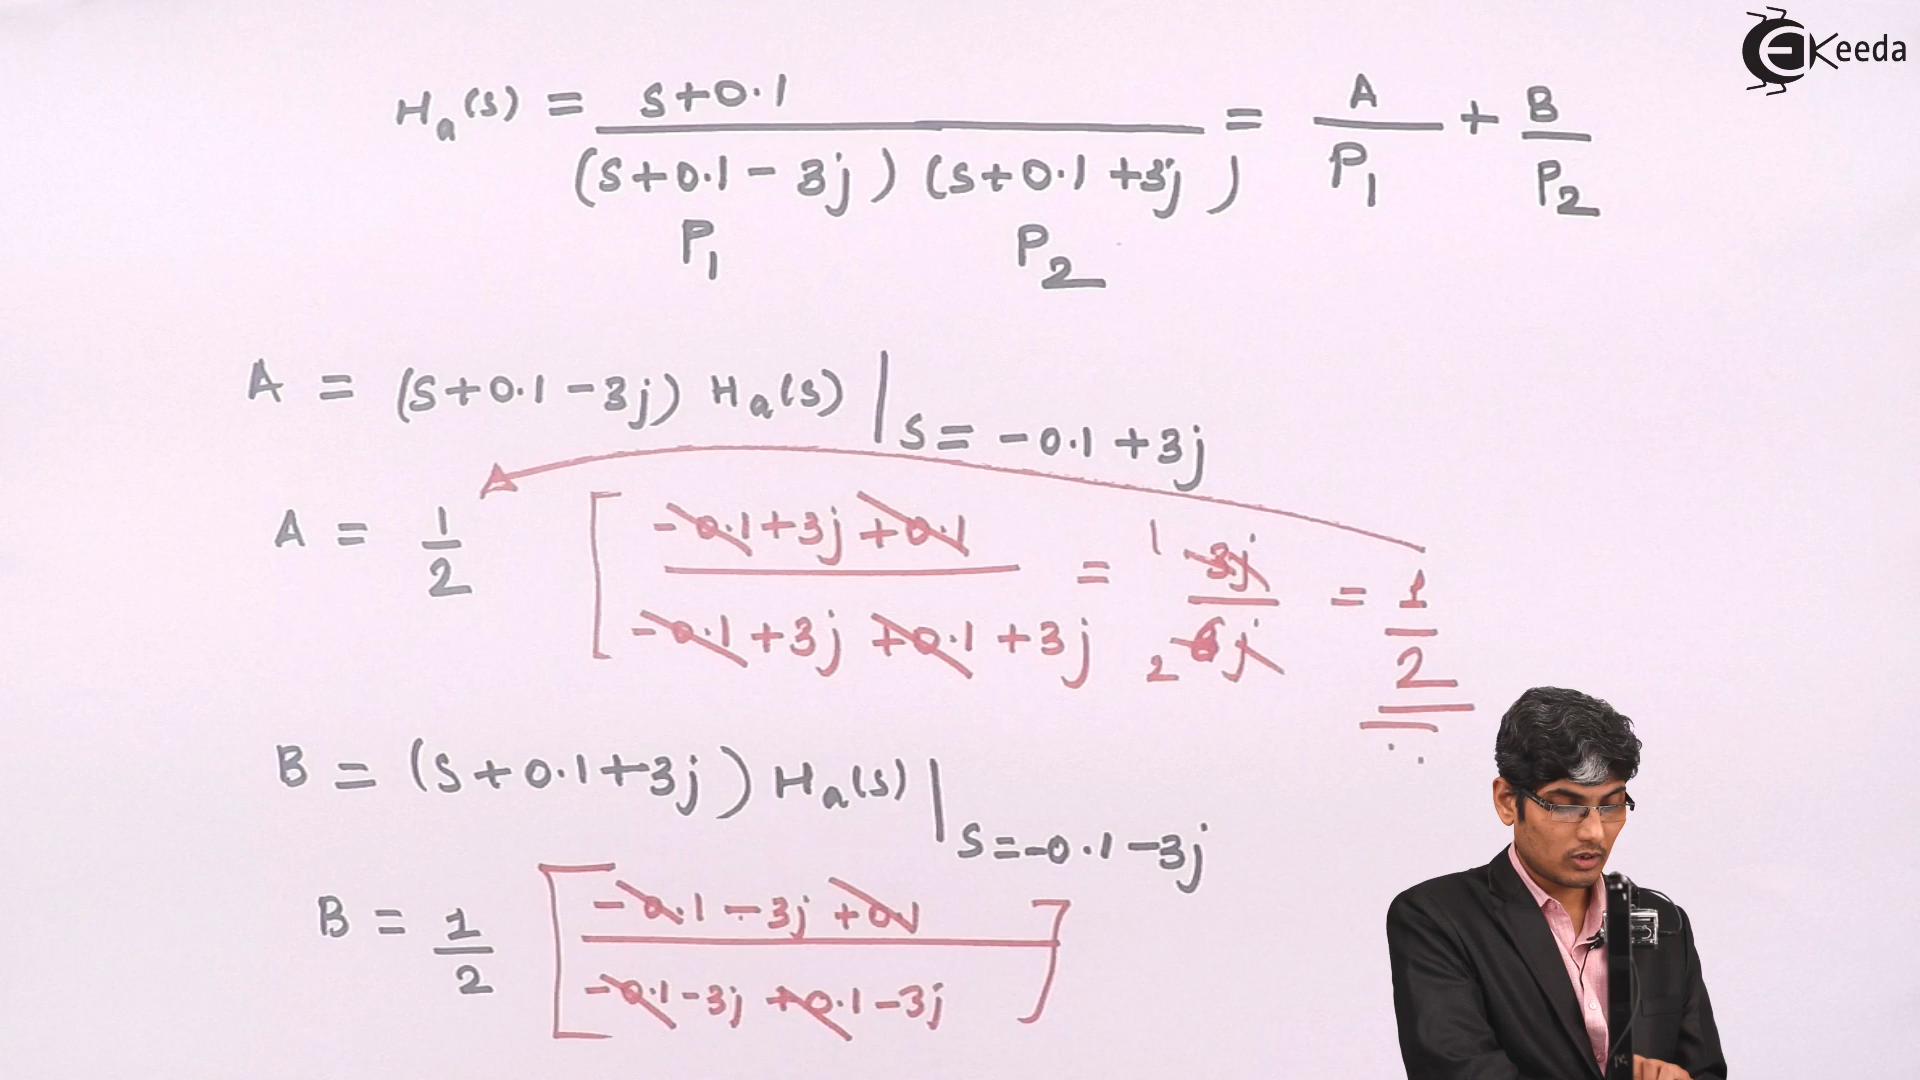 EKeeda
Ha(s) = s+0.1 / (s+0.1-3j) (s+0.1+3j) = A/P1 + B/P2
P1 P2
A = (s+0.1-3j) Ha(s) | s = -0.1+3j
A = 1/2 [ -0.1+3j+0.1 / -0.1+3j+0.1+3j = 1 3j / 2 6j = 1/2
B = (s+0.1+3j) Ha(s) | s=-0.1-3j
B = 1/2 [ -0.1-3j+0.1 / -0.1-3j+0.1-3j ]